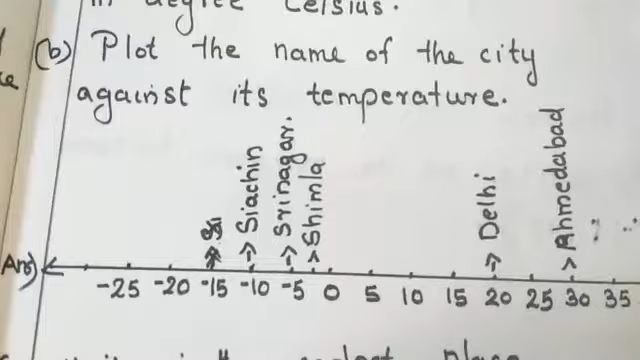 in degree Celsius.
(b) Plot the name of the city
against its temperature.
Siachin
Srinagar.
Shimla
Delhi
Ahmedabad
Ans)
-25 -20 -15 -10 -5 0 5 10 15 20 25 30 35
place